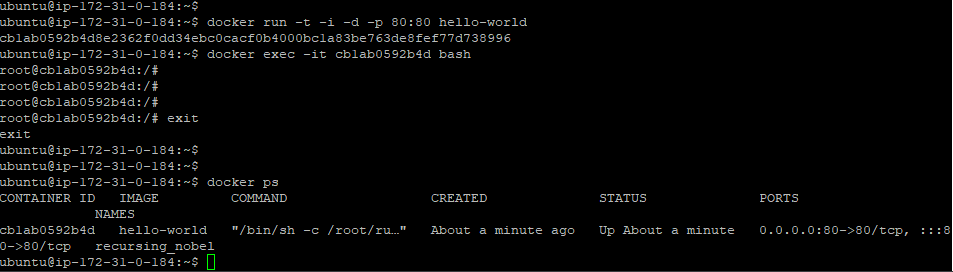 ubuntu@ip-172-31-0-184:~$
ubuntu@ip-172-31-0-184:~$ docker run -t -i -d -p 80:80 hello-world
cb1ab0592b4d8e2362f0dd34ebc0cacf0b4000bc1a83be763de8fef77d738996
ubuntu@ip-172-31-0-184:~$ docker exec -it cb1ab0592b4d bash
root@cb1ab0592b4d:/#
root@cb1ab0592b4d:/#
root@cb1ab0592b4d:/#
root@cb1ab0592b4d:/# exit
exit
ubuntu@ip-172-31-0-184:~$
ubuntu@ip-172-31-0-184:~$
ubuntu@ip-172-31-0-184:~$ docker ps
CONTAINER ID   IMAGE         COMMAND                  CREATED              STATUS              PORTS
            NAMES
cb1ab0592b4d   hello-world   "/bin/sh -c /root/ru…"   About a minute ago   Up About a minute   0.0.0.0:80->80/tcp, :::8
0->80/tcp   recursing_nobel
ubuntu@ip-172-31-0-184:~$